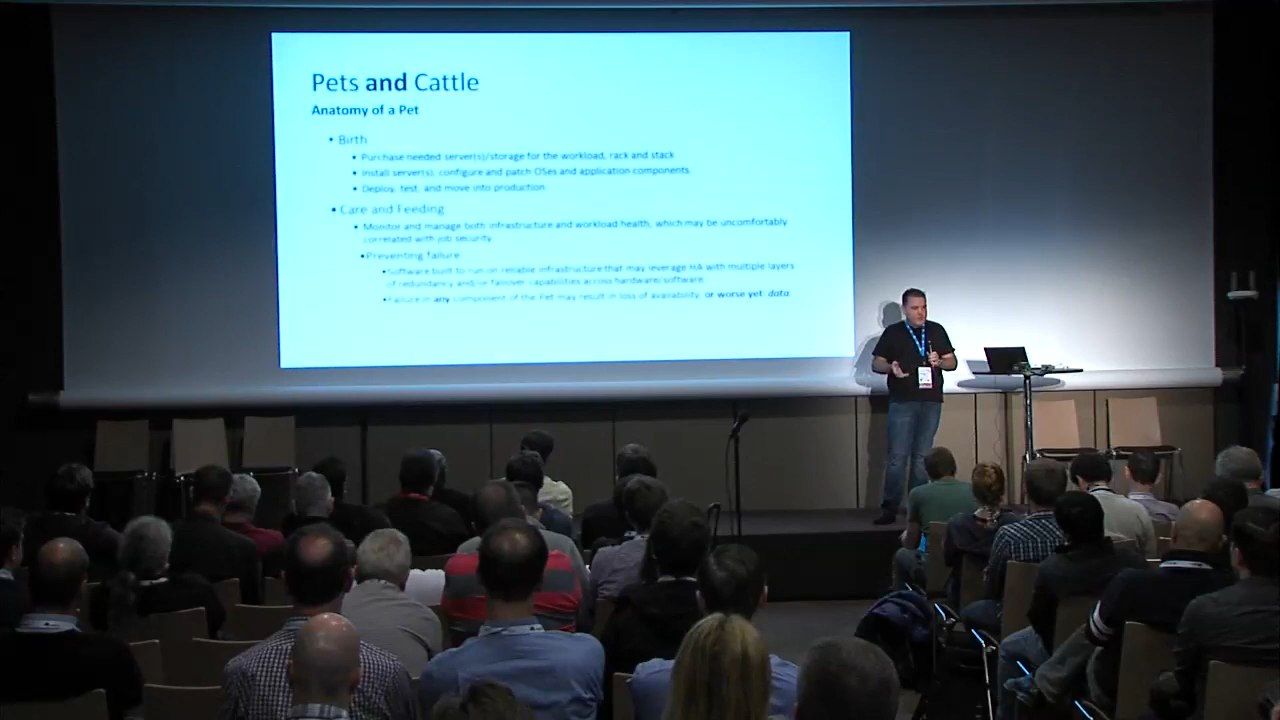 Pets and Cattle
Anatomy of a Pet
• Birth
• Purchase needed server(s)/storage for the workload, rack and stack
• Install server(s), configure and patch OSes and application components
• Deploy, test, and move into production
• Care and Feeding
• Monitor and manage both infrastructure and workload health, which may be uncomfortably
correlated with job security.
• Preventing failure
• Software built to run on reliable infrastructure that may leverage HA with multiple layers
of redundancy and/or failover capabilities across hardware/software.
• Failure in any component of the Pet may result in loss of availability, or worse yet: data.